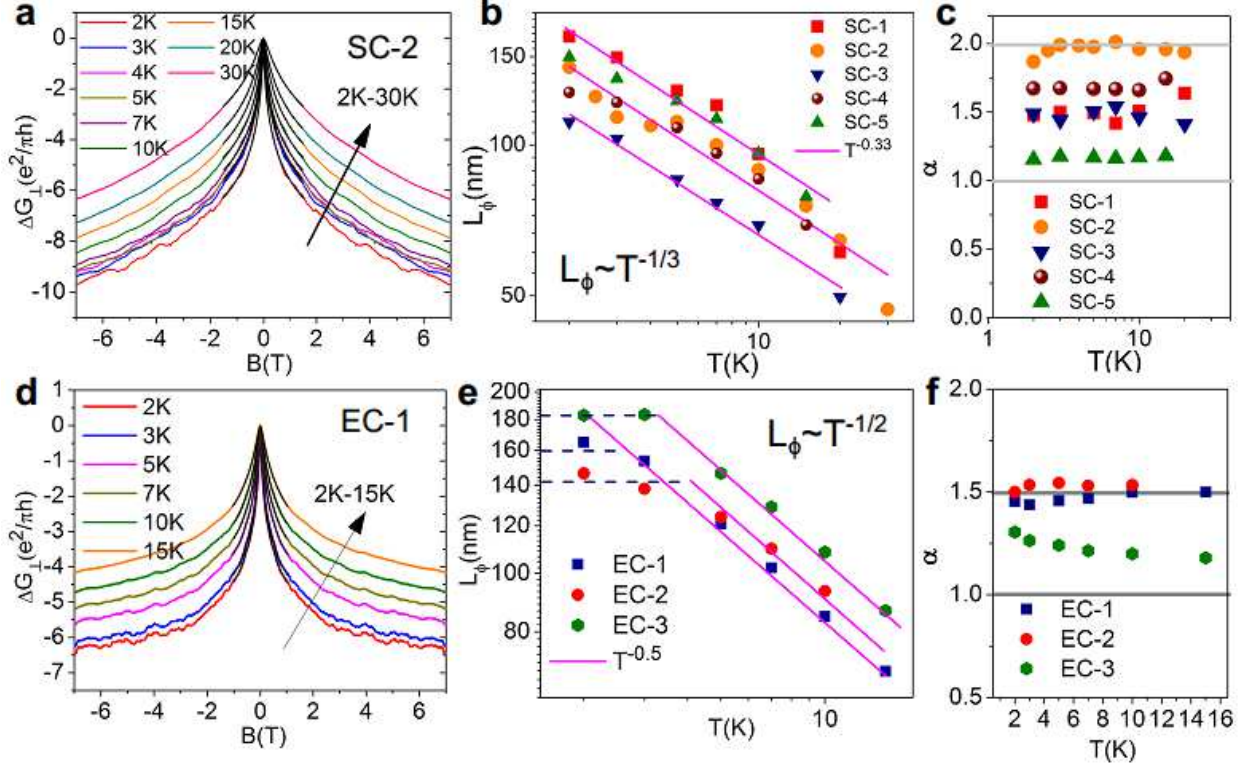 a
SC-2
2K
3K
4K
5K
7K
10K
15K
20K
30K
2K-30K
0
-2
-4
-6
-8
-10
ΔG⊥(e²/πh)
-6 -4 -2 0 2 4 6
B(T)
b
SC-1
SC-2
SC-3
SC-4
SC-5
T^-0.33
150
100
50
L_ϕ(nm)
L_ϕ~T^-1/3
10
T(K)
c
2.0
1.5
1.0
0.5
0.0
α
SC-1
SC-2
SC-3
SC-4
SC-5
1 10
T(K)
d
EC-1
2K
3K
5K
7K
10K
15K
2K-15K
1
0
-1
-2
-3
-4
-5
-6
-7
ΔG⊥(e²/πh)
-6 -4 -2 0 2 4 6
B(T)
e
L_ϕ~T^-1/2
200
180
160
140
120
100
80
L_ϕ(nm)
EC-1
EC-2
EC-3
T^-0.5
10
T(K)
f
2.0
1.5
1.0
0.5
α
EC-1
EC-2
EC-3
2 4 6 8 10 12 14 16
T(K)